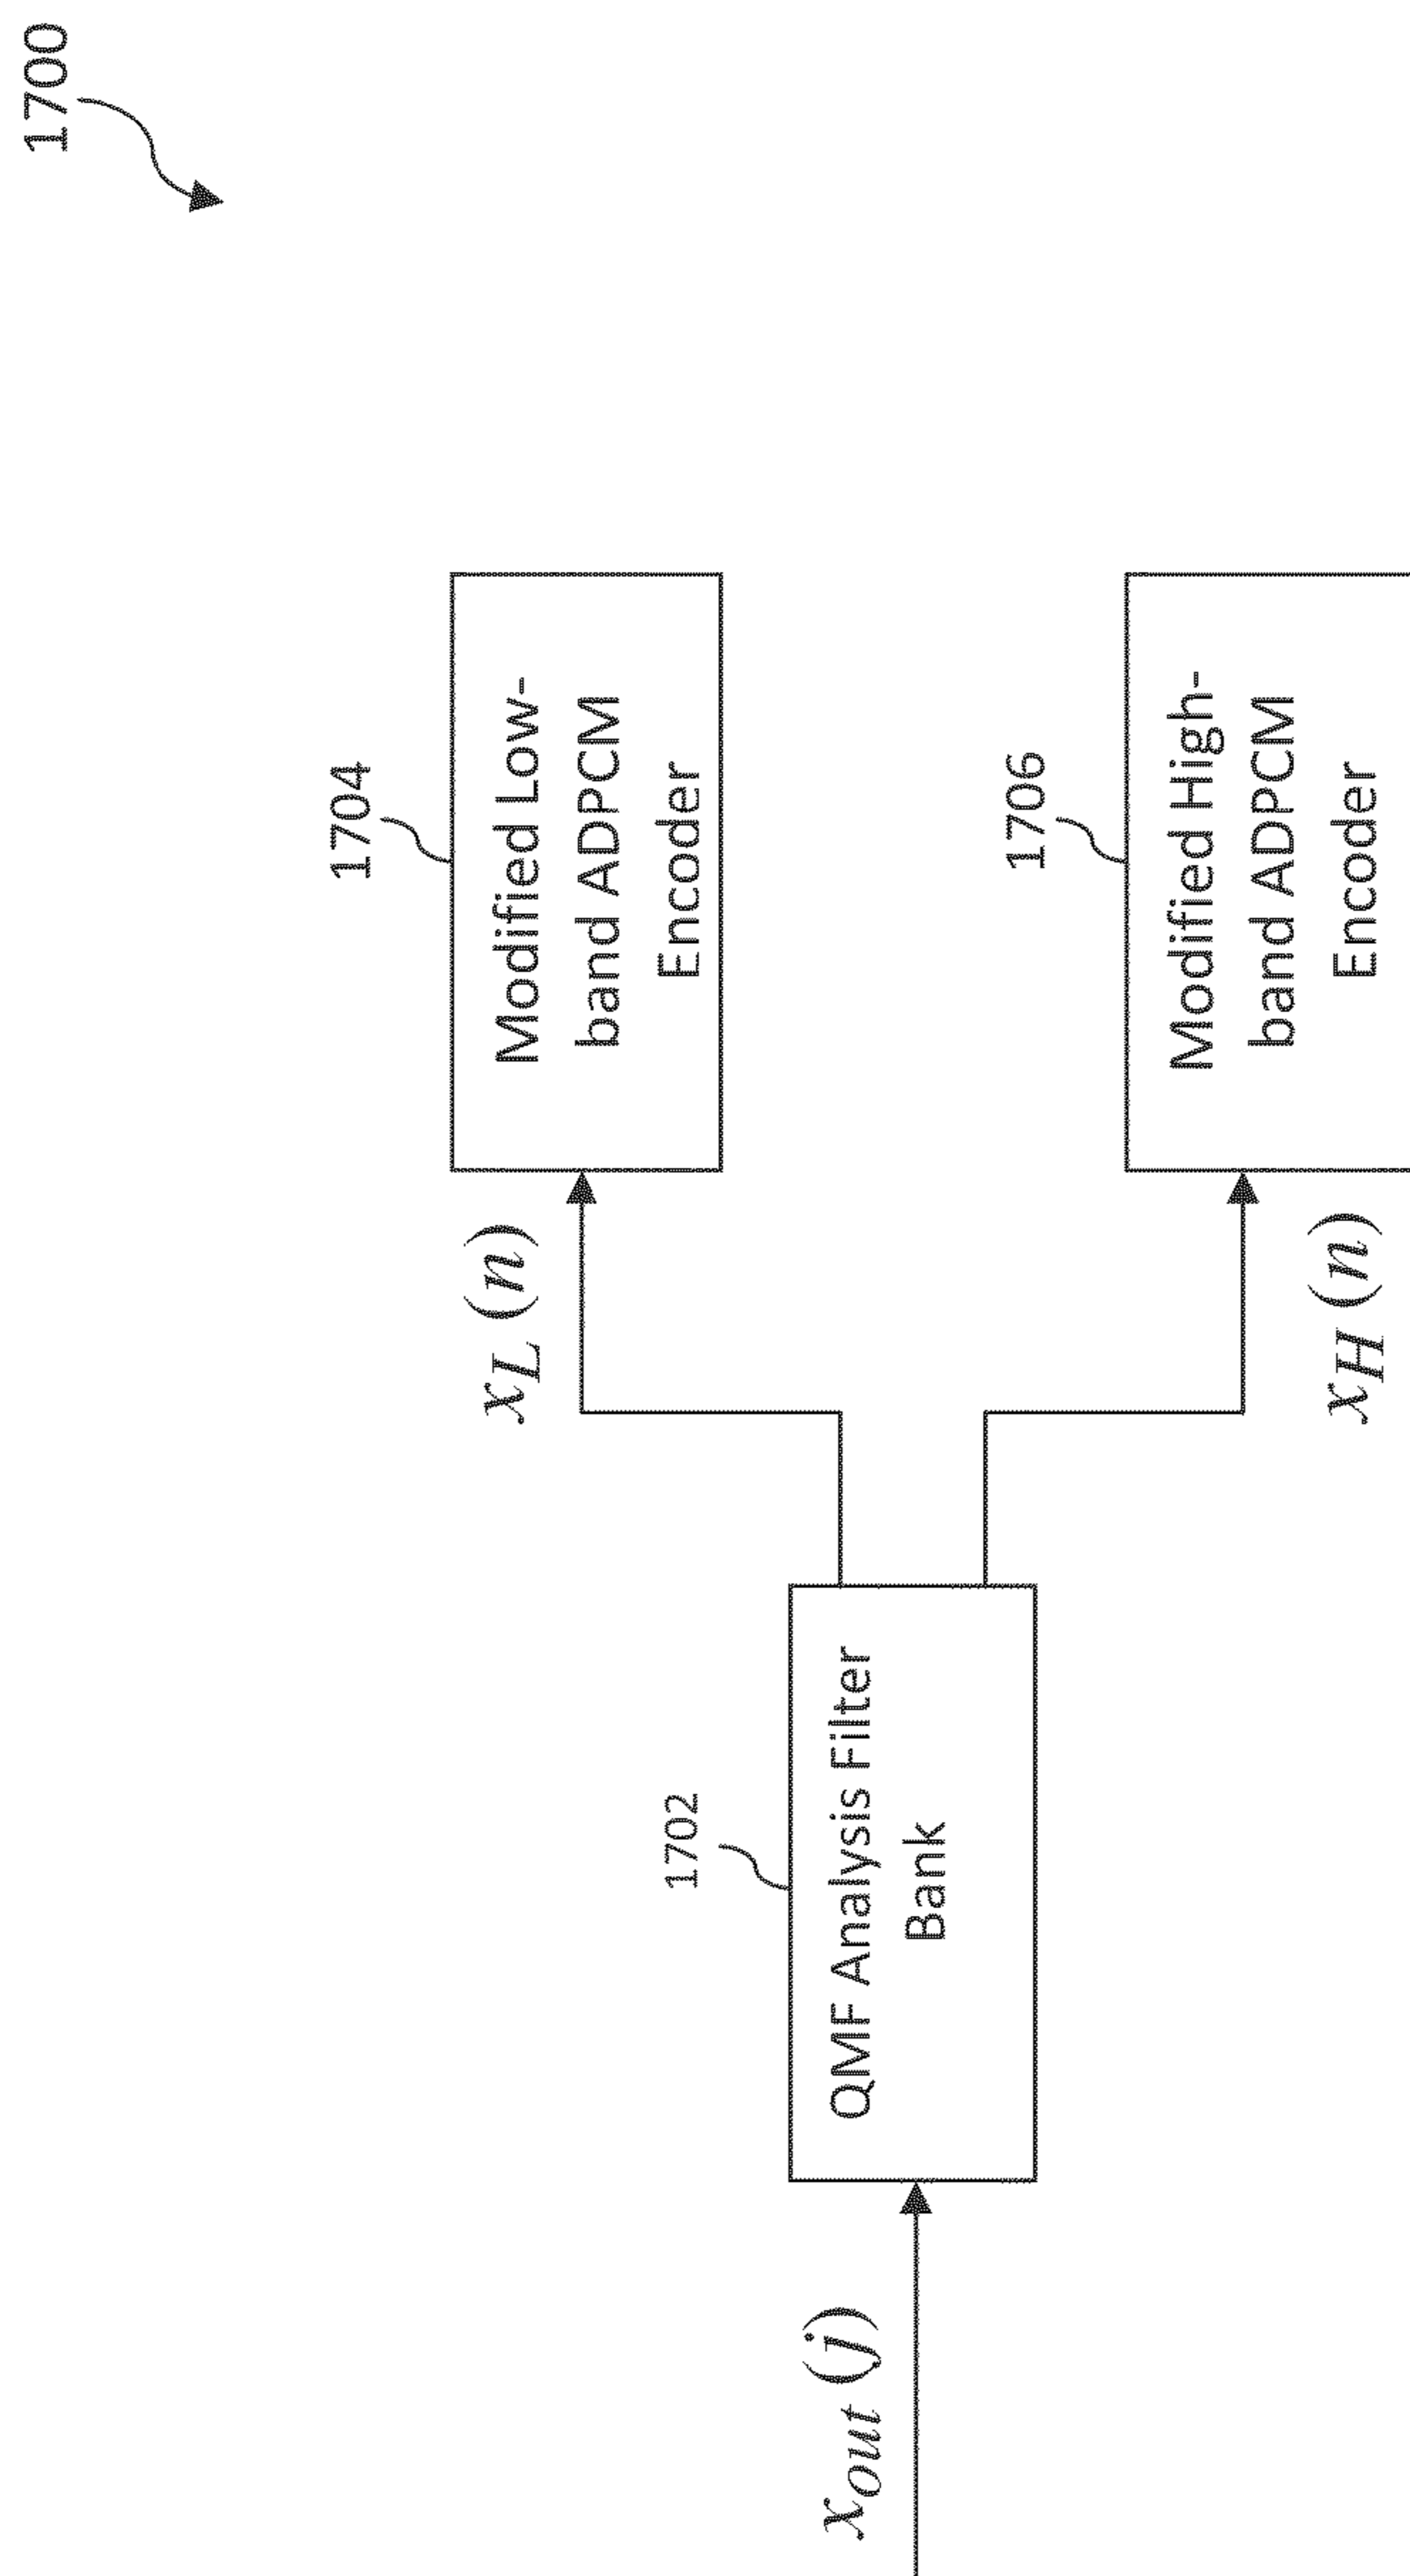 1700
1704
Modified Low-
band ADPCM
Encoder
x_L (n)
1702
QMF Analysis Filter
Bank
x_out (j)
1706
Modified High-
band ADPCM
Encoder
x_H (n)